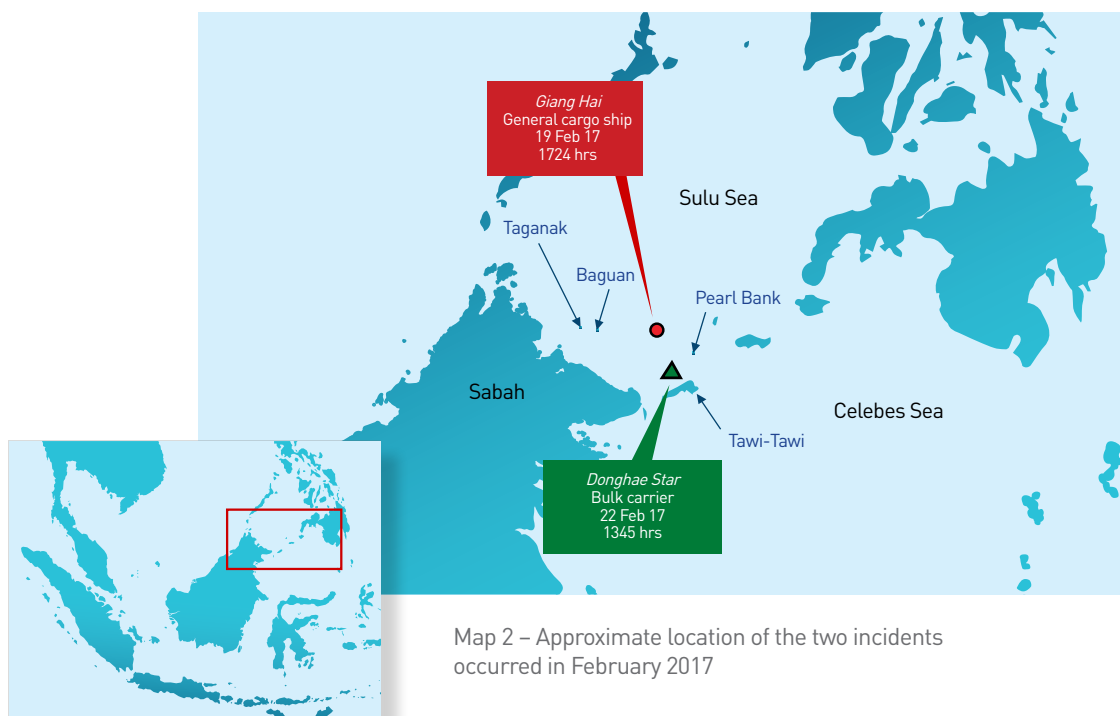 Giang Hai
General cargo ship
19 Feb 17
1724 hrs
Sulu Sea
Taganak
Baguan
Pearl Bank
Sabah
Celebes Sea
Tawi-Tawi
Donghae Star
Bulk carrier
22 Feb 17
1345 hrs
Map 2 – Approximate location of the two incidents
occurred in February 2017